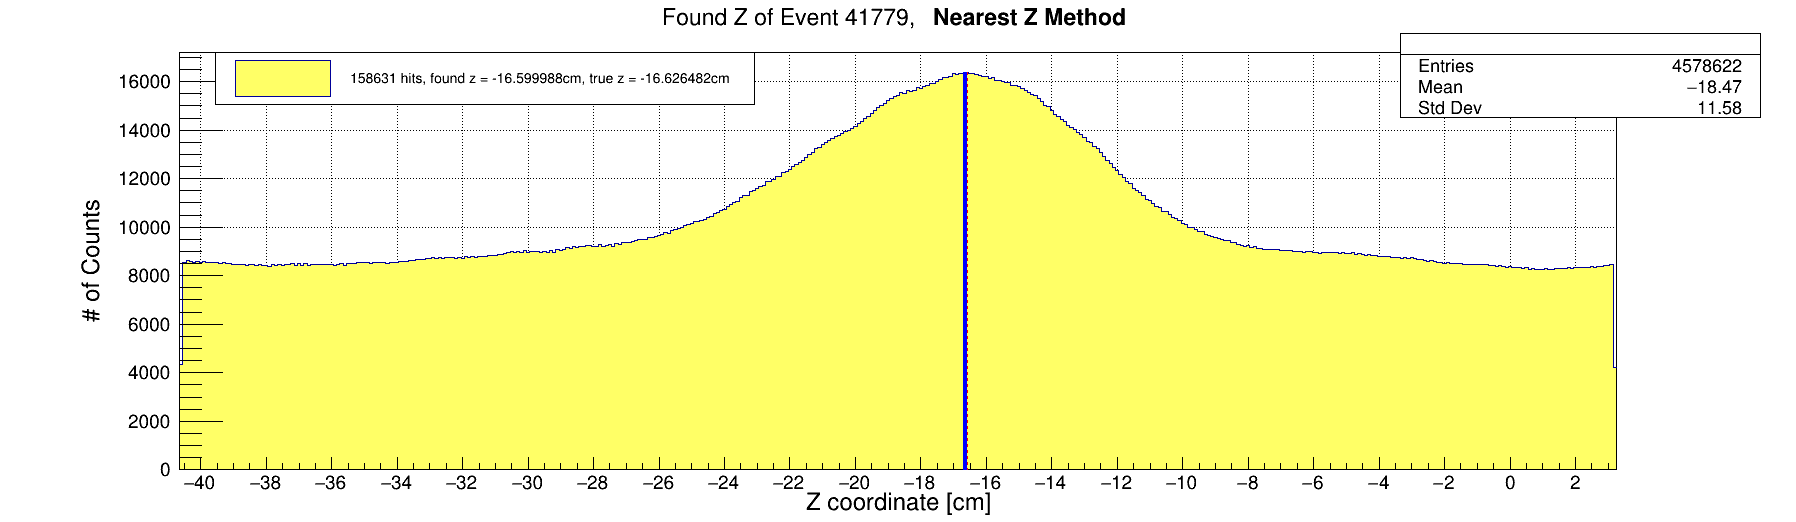 Found Z of Event 41779, Nearest Z Method
158631 hits, found z = -16.599988cm, true z = -16.626482cm
Entries 4578622
Mean −18.47
Std Dev 11.58
# of Counts
16000
14000
12000
10000
8000
6000
4000
2000
0
−40 −38 −36 −34 −32 −30 −28 −26 −24 −22 −20 −18 −16 −14 −12 −10 −8 −6 −4 −2 0 2
Z coordinate [cm]